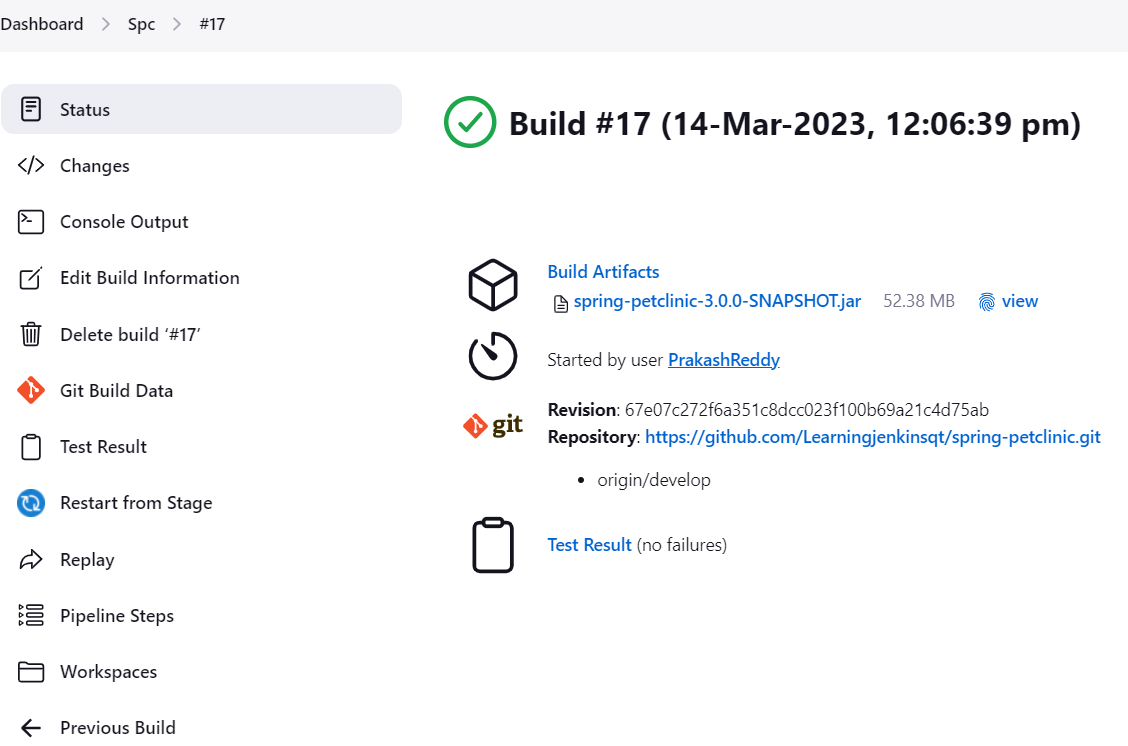 Dashboard > Spc > #17
Status
Changes
Console Output
Edit Build Information
Delete build ‘#17’
Git Build Data
Test Result
Restart from Stage
Replay
Pipeline Steps
Workspaces
Previous Build
Build #17 (14-Mar-2023, 12:06:39 pm)
Build Artifacts
spring-petclinic-3.0.0-SNAPSHOT.jar 52.38 MB view
Started by user PrakashReddy
git
Revision: 67e07c272f6a351c8dcc023f100b69a21c4d75ab
Repository: https://github.com/Learningjenkinsqt/spring-petclinic.git
• origin/develop
Test Result (no failures)